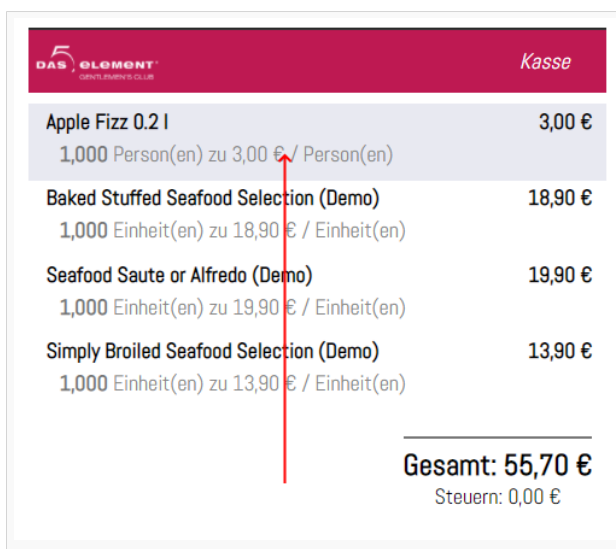 5
DAS ELEMENT
GENTLEMEN'S CLUB
Kasse
Apple Fizz 0.2 l 3,00 €
1,000 Person(en) zu 3,00 € / Person(en)
Baked Stuffed Seafood Selection (Demo) 18,90 €
1,000 Einheit(en) zu 18,90 € / Einheit(en)
Seafood Saute or Alfredo (Demo) 19,90 €
1,000 Einheit(en) zu 19,90 € / Einheit(en)
Simply Broiled Seafood Selection (Demo) 13,90 €
1,000 Einheit(en) zu 13,90 € / Einheit(en)
Gesamt: 55,70 €
Steuern: 0,00 €